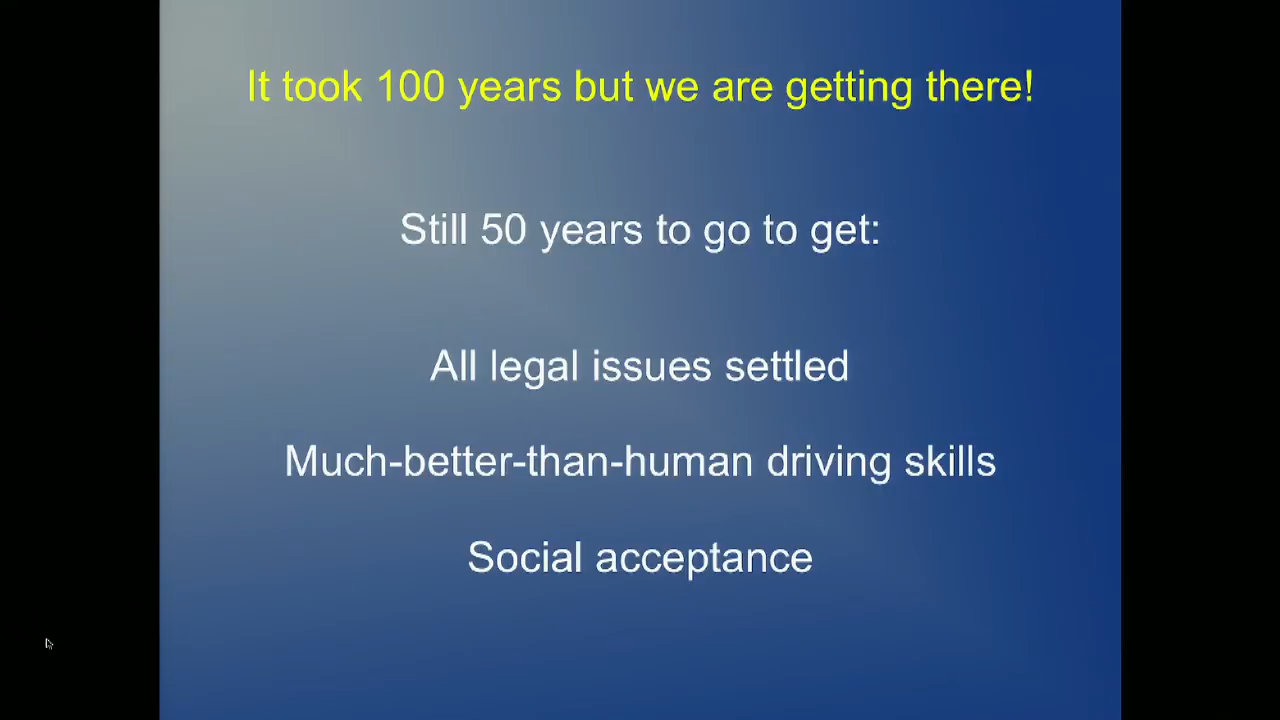 It took 100 years but we are getting there!
Still 50 years to go to get:
All legal issues settled
Much-better-than-human driving skills
Social acceptance